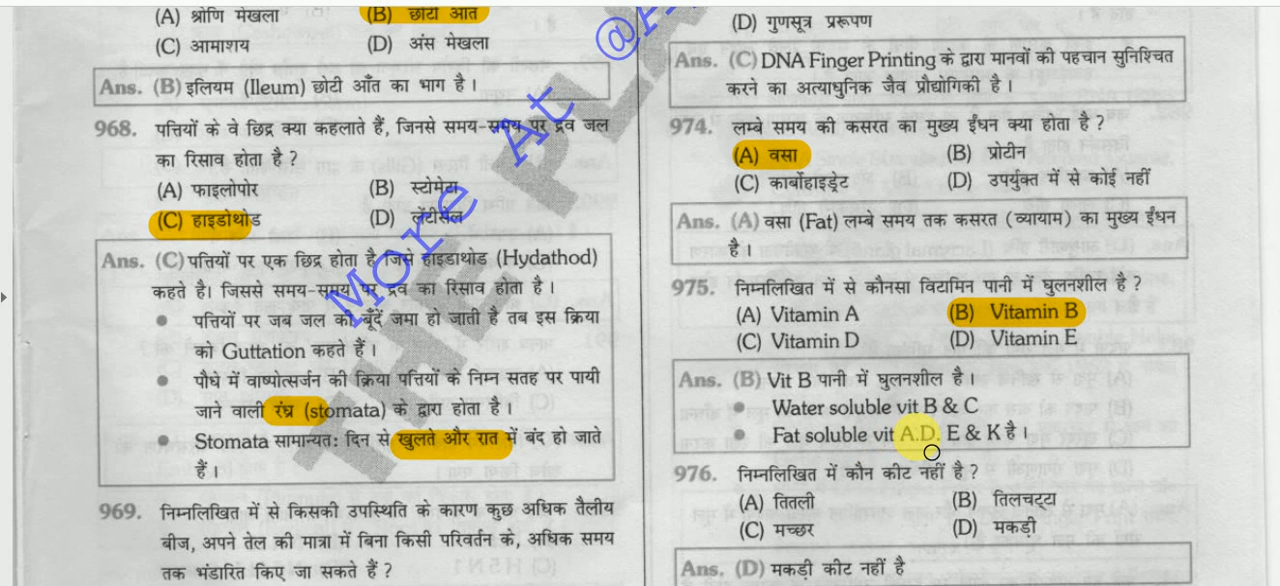 (A) श्रोणि मेखला (B) छोटी आँत
(C) आमाशय (D) अंस मेखला
Ans. (B) इलियम (Ileum) छोटी आँत का भाग है।
968. पत्तियों के वे छिद्र क्या कहलाते हैं, जिनसे समय-समय पर द्रव जल
का रिसाव होता है ?
(A) फाइलोपोर (B) स्टोमेटा
(C) हाइडोथोड (D) लेंटीसेल
Ans. (C) पत्तियों पर एक छिद्र होता है जिसे हाइडाथोड (Hydathod)
कहते है। जिससे समय-समय पर द्रव का रिसाव होता है।
● पत्तियों पर जब जल की बूँदें जमा हो जाती है तब इस क्रिया
को Guttation कहते हैं।
● पौधे में वाष्पोत्सर्जन की क्रिया पत्तियों के निम्न सतह पर पायी
जाने वाली रंध्र (stomata) के द्वारा होता है।
● Stomata सामान्यतः दिन से खुलते और रात में बंद हो जाते
हैं।
969. निम्नलिखित में से किसकी उपस्थिति के कारण कुछ अधिक तैलीय
बीज, अपने तेल की मात्रा में बिना किसी परिवर्तन के, अधिक समय
तक भंडारित किए जा सकते हैं ?
(D) गुणसूत्र प्ररूपण
Ans. (C) DNA Finger Printing के द्वारा मानवों की पहचान सुनिश्चित
करने का अत्याधुनिक जैव प्रौद्योगिकी है।
974. लम्बे समय की कसरत का मुख्य ईंधन क्या होता है ?
(A) वसा (B) प्रोटीन
(C) कार्बोहाइड्रेट (D) उपर्युक्त में से कोई नहीं
Ans. (A) वसा (Fat) लम्बे समय तक कसरत (व्यायाम) का मुख्य ईंधन
है।
975. निम्नलिखित में से कौनसा विटामिन पानी में घुलनशील है ?
(A) Vitamin A (B) Vitamin B
(C) Vitamin D (D) Vitamin E
Ans. (B) Vit B पानी में घुलनशील है।
● Water soluble vit B & C
● Fat soluble vit A.D. E & K है।
976. निम्नलिखित में कौन कीट नहीं है ?
(A) तितली (B) तिलचट्टा
(C) मच्छर (D) मकड़ी
Ans. (D) मकड़ी कीट नहीं है
More At
THE